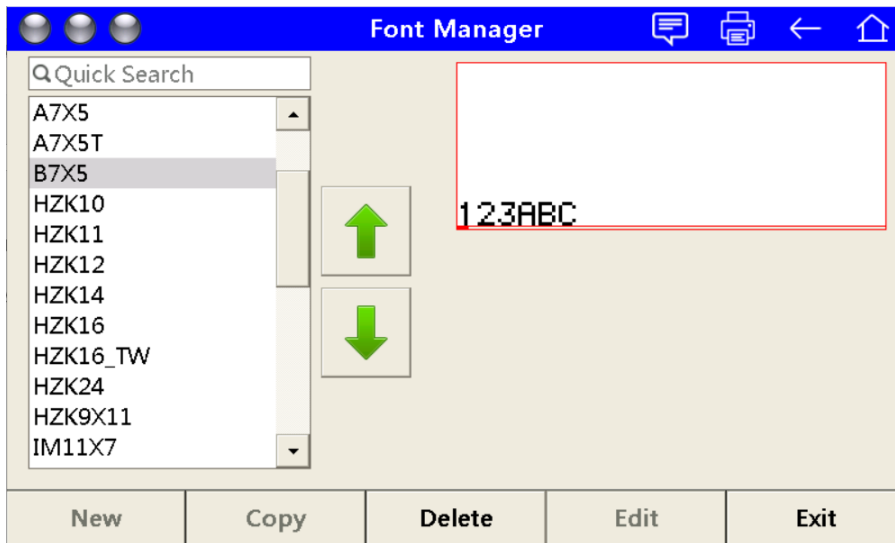 Font Manager
Quick Search
A7X5
A7X5T
B7X5
HZK10
HZK11
HZK12
HZK14
HZK16
HZK16_TW
HZK24
HZK9X11
IM11X7
123ABC
New Copy Delete Edit Exit